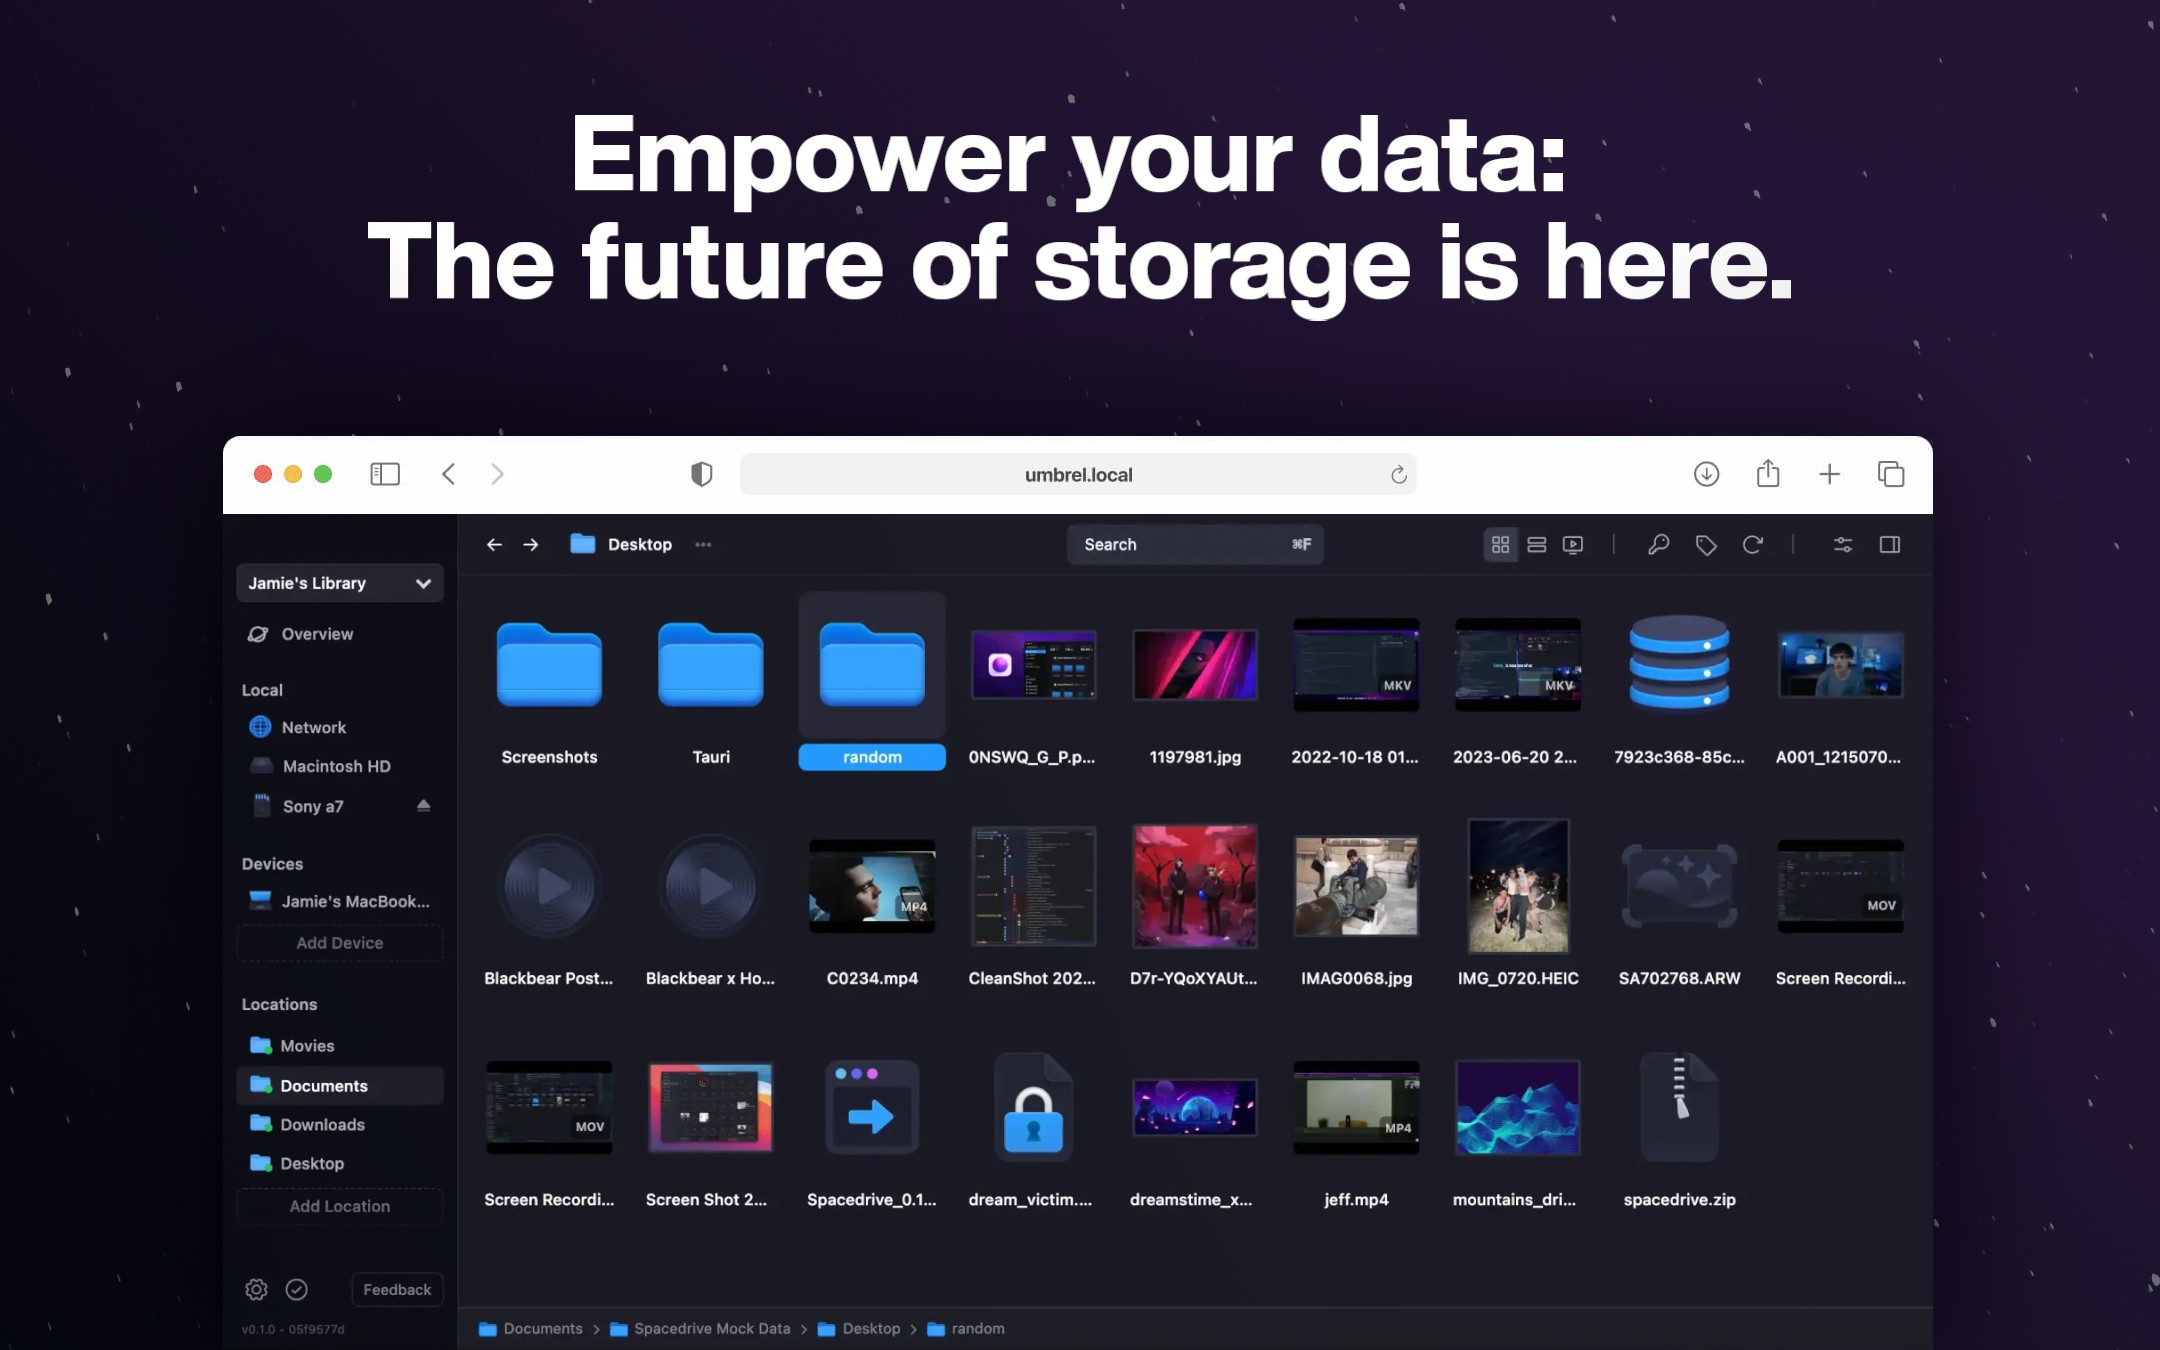 Empower your data:
The future of storage is here.
umbrel.local
Jamie's Library
Overview
Local
Network
Macintosh HD
Sony a7
Devices
Jamie's MacBook...
Add Device
Locations
Movies
Documents
Downloads
Desktop
Add Location
Feedback
v0.1.0 - 05f9577d
Desktop
Search ⌘F
MKV
MKV
Screenshots
Tauri
random
0NSWQ_G_P.p...
1197981.jpg
2022-10-18 01...
2023-06-20 2...
7923c368-85c...
A001_1215070...
MP4
MOV
Blackbear Post...
Blackbear x Ho...
C0234.mp4
CleanShot 202...
D7r-YQoXYAUt...
IMAG0068.jpg
IMG_0720.HEIC
SA702768.ARW
Screen Recordi...
MOV
MP4
Screen Recordi...
Screen Shot 2...
Spacedrive_0.1...
dream_victim....
dreamstime_x...
jeff.mp4
mountains_dri...
spacedrive.zip
Documents > Spacedrive Mock Data > Desktop > random